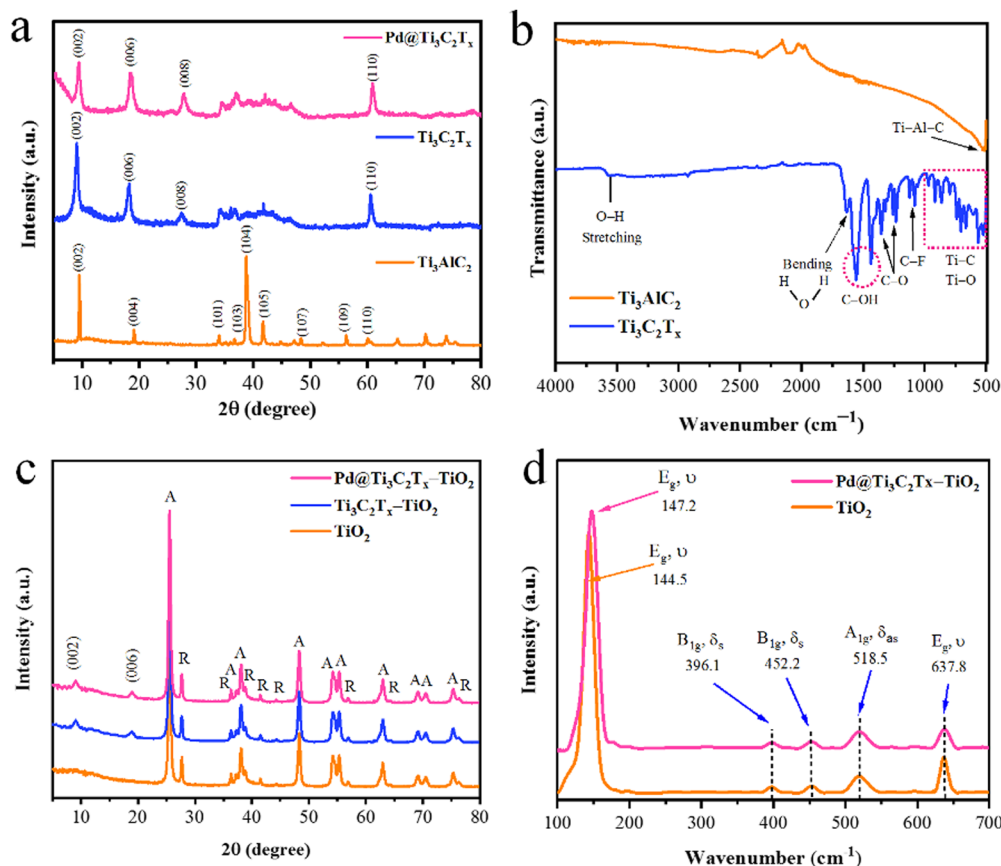 a
Pd@Ti₃C₂Tₓ
(002)
(006)
(008)
(110)
Ti₃C₂Tₓ
(002)
(006)
(008)
(110)
Ti₃AlC₂
(002)
(004)
(101)
(103)
(104)
(105)
(107)
(109)
(110)
Intensity (a.u.)
10 20 30 40 50 60 70 80
2θ (degree)
b
Ti–Al–C
O–H
Stretching
Bending
H H
O
C–OH
C–O
C–F
Ti–C
Ti–O
Ti₃AlC₂
Ti₃C₂Tₓ
Transmittance (a.u.)
4000 3000 2000 1500 1000 500
Wavenumber (cm⁻¹)
c
Pd@Ti₃C₂Tₓ–TiO₂
Ti₃C₂Tₓ–TiO₂
TiO₂
(002)
(006)
A
R
R
A
A
R
R
R
A
A
A
R
A
R
A
A
A
R
Intensity (a.u.)
10 20 30 40 50 60 70 80
2θ (degree)
d
Pd@Ti₃C₂Tx–TiO₂
TiO₂
E_g, υ
147.2
E_g, υ
144.5
B₁g, δₛ
396.1
B₁g, δₛ
452.2
A₁g, δₐₛ
518.5
E_g, υ
637.8
Intensity (a.u.)
100 200 300 400 500 600 700
Wavenumber (cm⁻¹)